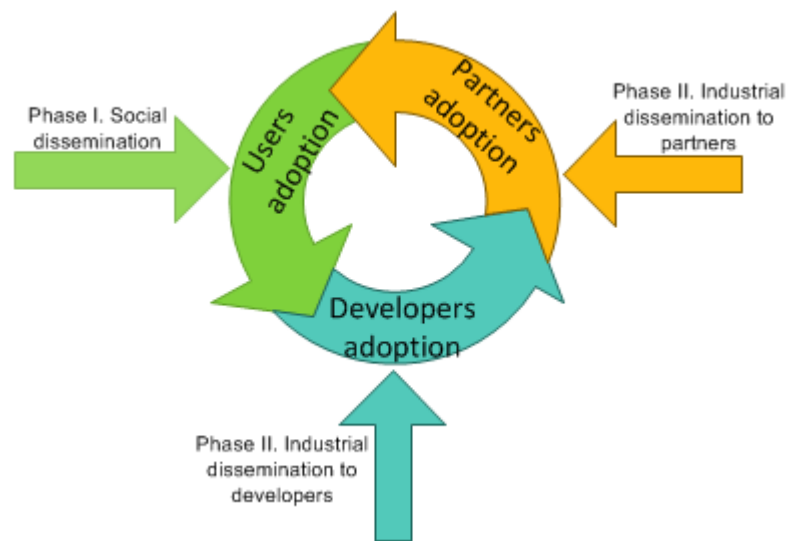 Phase I. Social
dissemination
Users
adoption
Partners
adoption
Phase II. Industrial
dissemination to
partners
Developers
adoption
Phase II. Industrial
dissemination to
developers